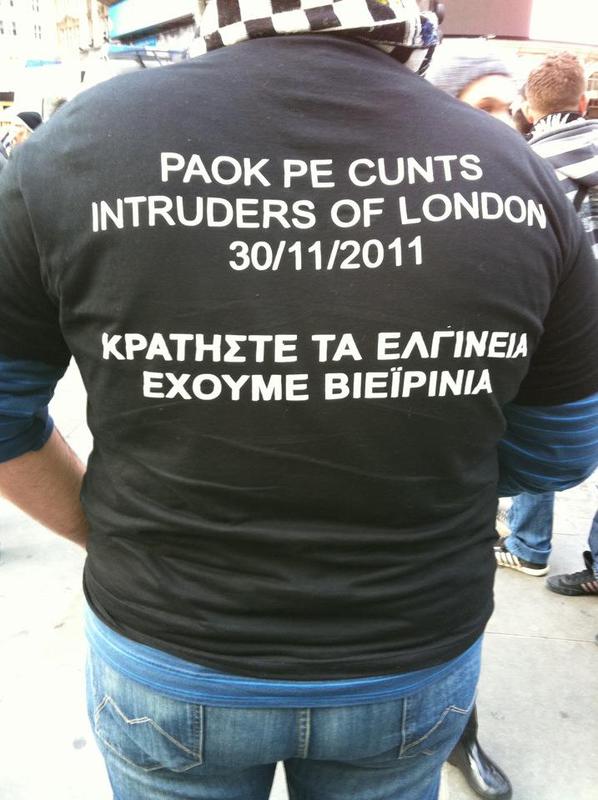 PAOK PE CUNTS
INTRUDERS OF LONDON
30/11/2011
ΚΡΑΤΗΣΤΕ ΤΑ ΕΛΓΙΝΕΙΑ
ΕΧΟΥΜΕ ΒΙΕΪΡΙΝΙΑ